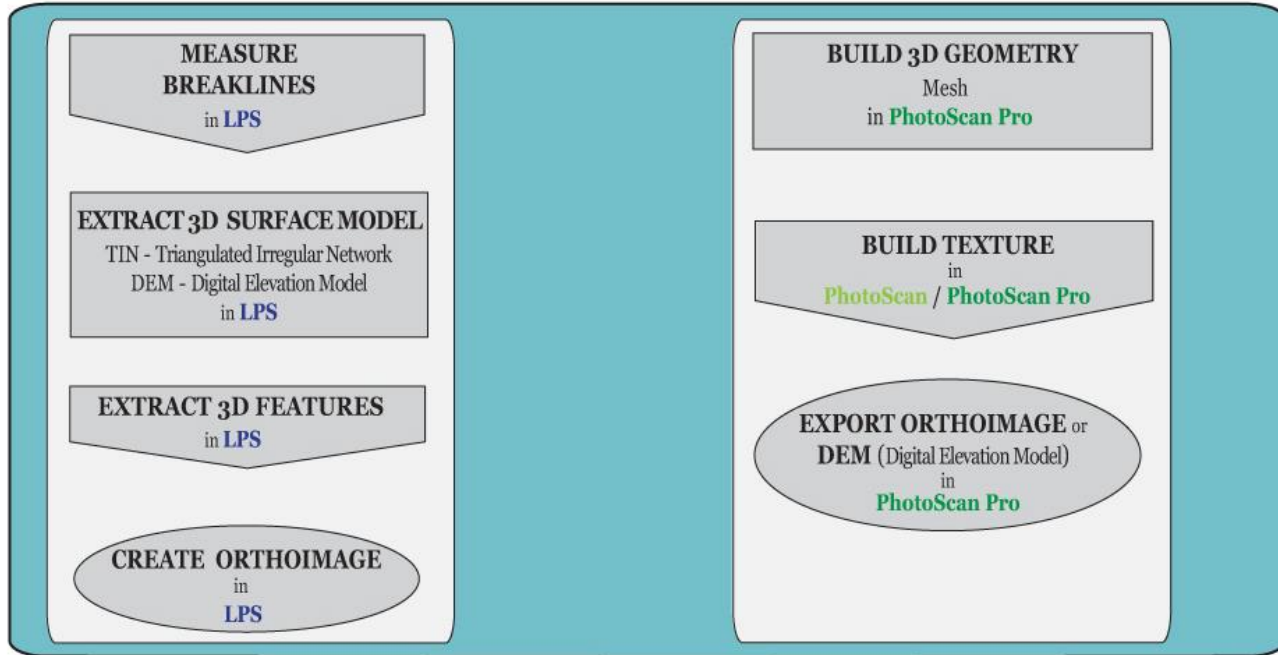 MEASURE
BREAKLINES
in LPS
EXTRACT 3D SURFACE MODEL
TIN - Triangulated Irregular Network
DEM - Digital Elevation Model
in LPS
EXTRACT 3D FEATURES
in LPS
CREATE ORTHOIMAGE
in
LPS
BUILD 3D GEOMETRY
Mesh
in PhotoScan Pro
BUILD TEXTURE
in
PhotoScan / PhotoScan Pro
EXPORT ORTHOIMAGE or
DEM (Digital Elevation Model)
in
PhotoScan Pro